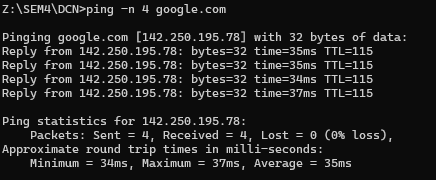 Z:\SEM4\DCN>ping -n 4 google.com
Pinging google.com [142.250.195.78] with 32 bytes of data:
Reply from 142.250.195.78: bytes=32 time=35ms TTL=115
Reply from 142.250.195.78: bytes=32 time=35ms TTL=115
Reply from 142.250.195.78: bytes=32 time=34ms TTL=115
Reply from 142.250.195.78: bytes=32 time=37ms TTL=115
Ping statistics for 142.250.195.78:
    Packets: Sent = 4, Received = 4, Lost = 0 (0% loss),
Approximate round trip times in milli-seconds:
    Minimum = 34ms, Maximum = 37ms, Average = 35ms